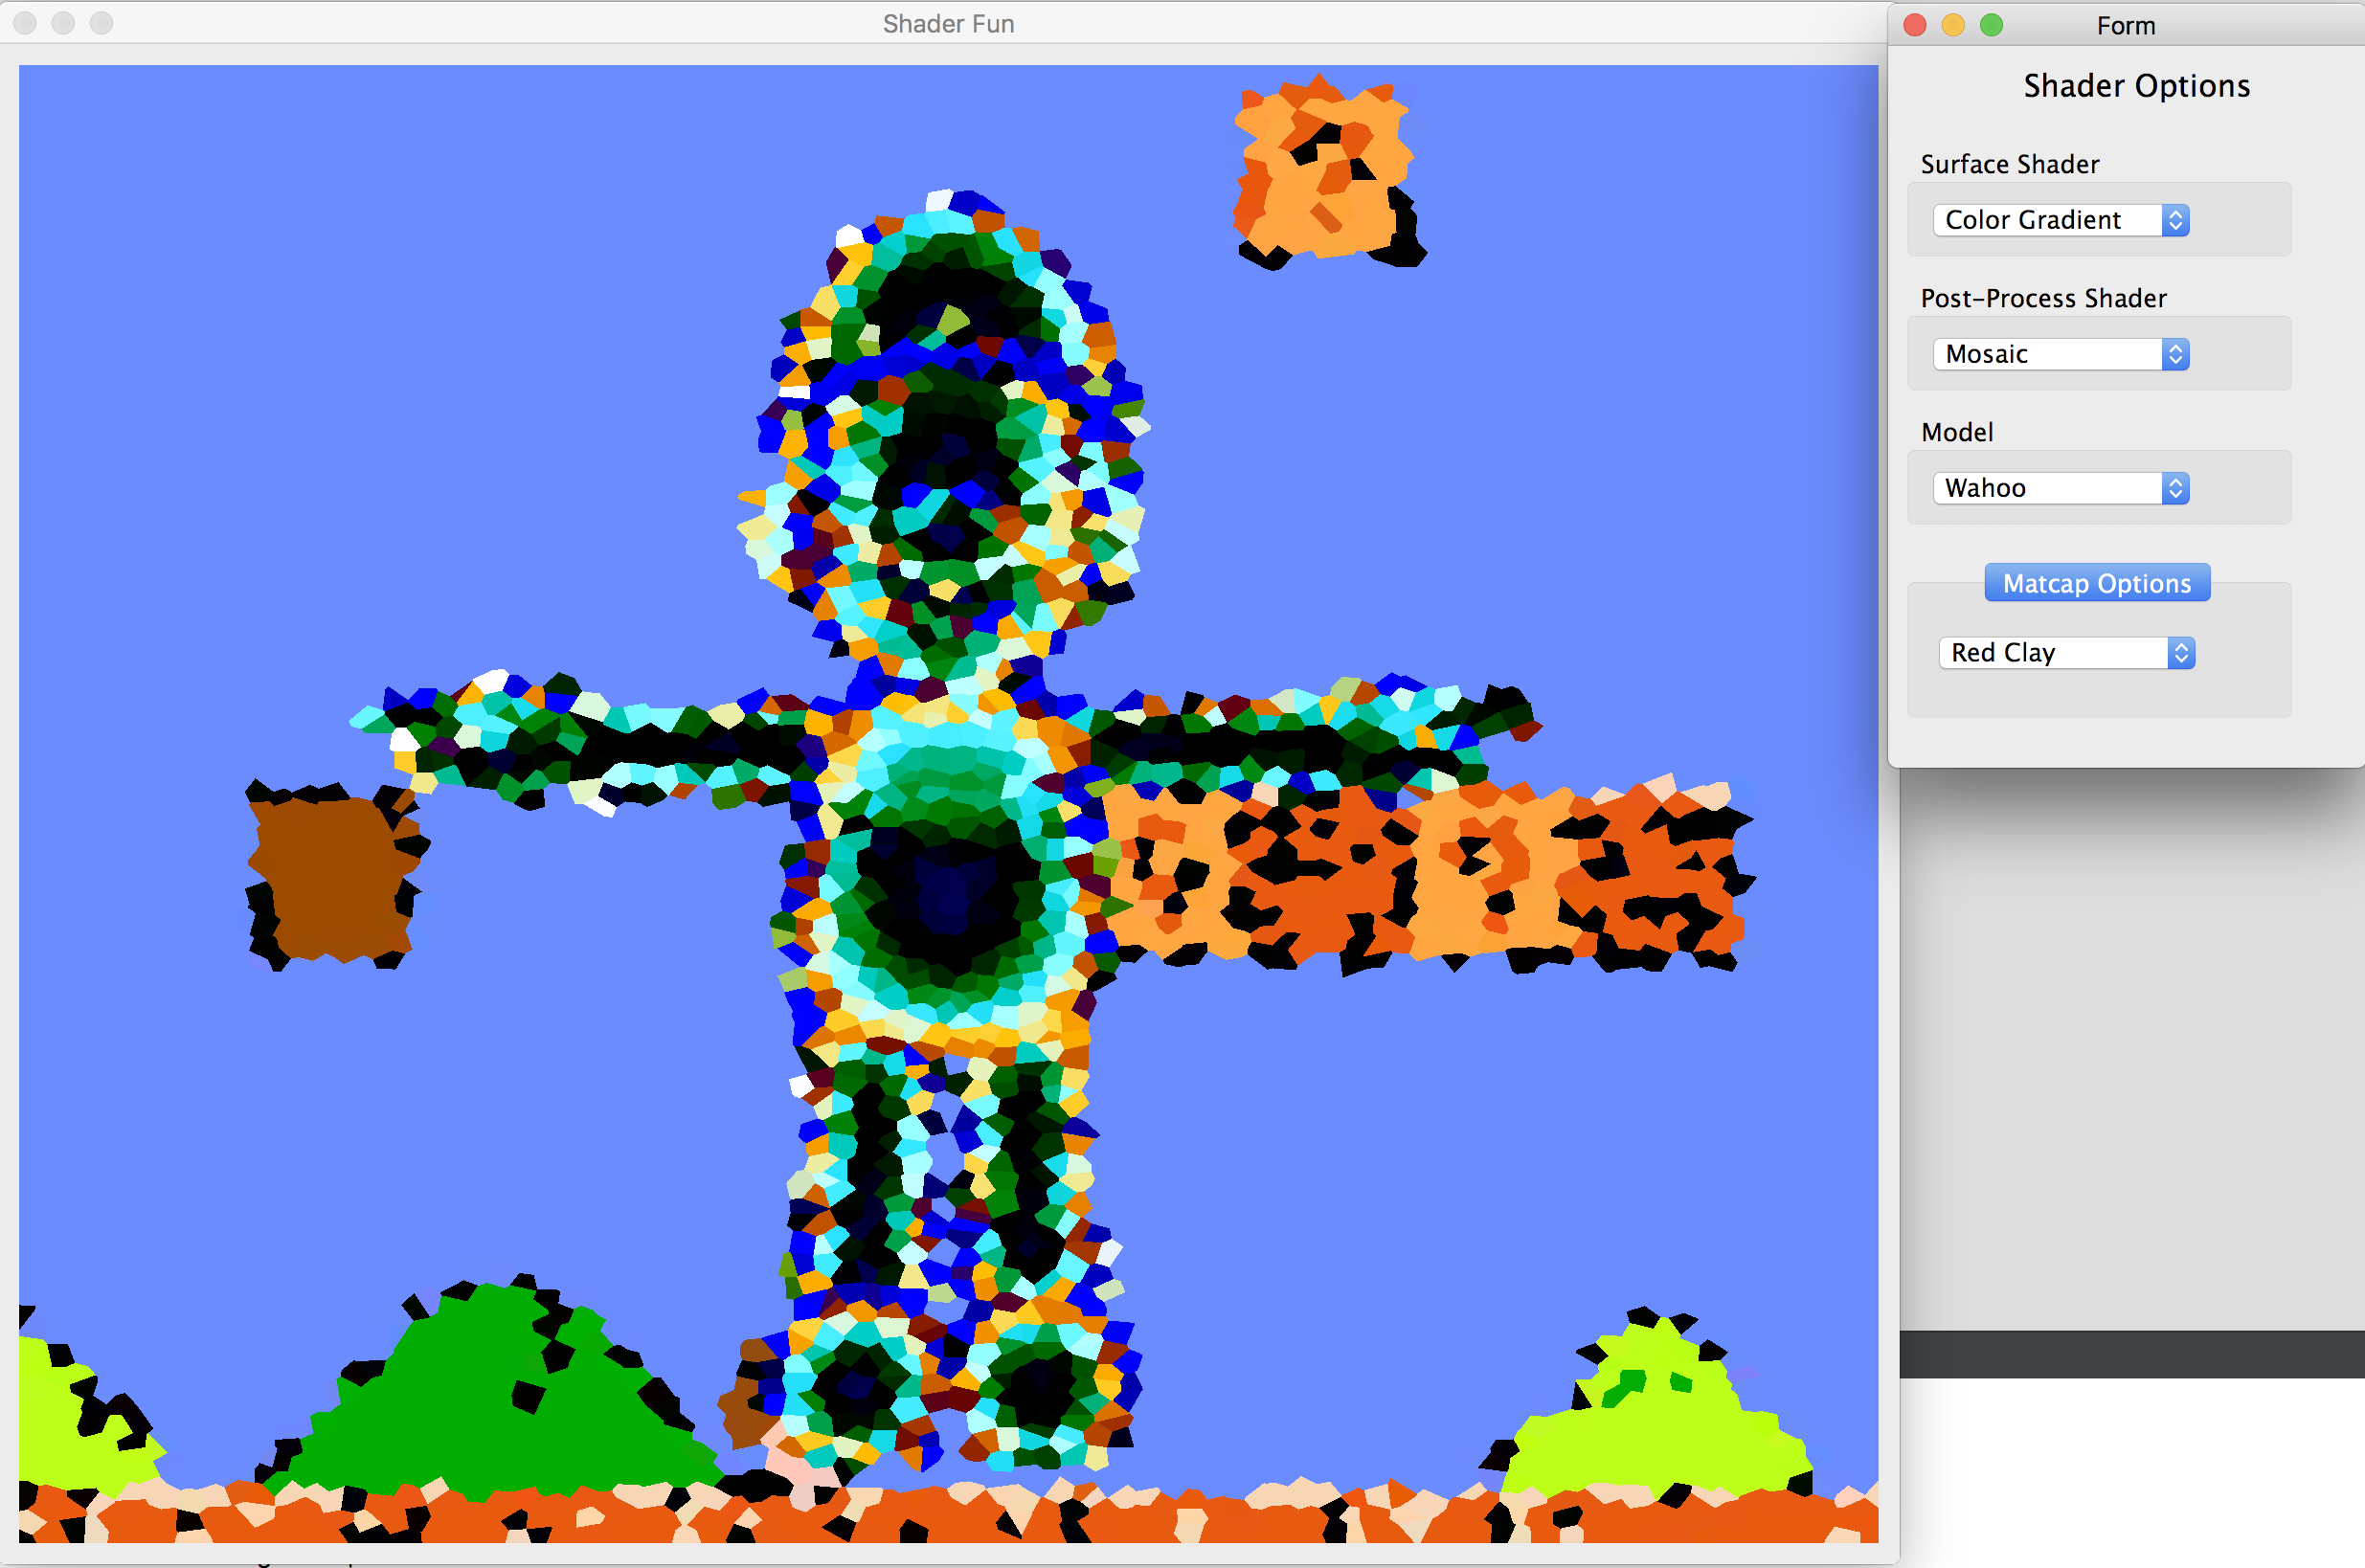 Shader Fun
Form
Shader Options
Surface Shader
Color Gradient
Post-Process Shader
Mosaic
Model
Wahoo
Matcap Options
Red Clay